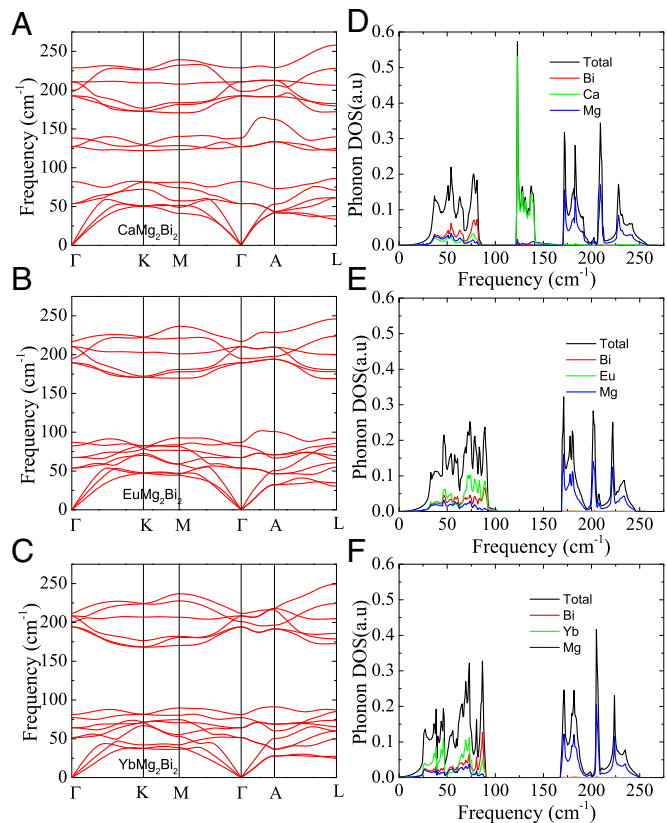 A
Frequency (cm⁻¹)
250
200
150
100
50
0
CaMg₂Bi₂
Γ K M Γ A L
D
Phonon DOS(a.u)
0.6
0.5
0.4
0.3
0.2
0.1
0.0
Total
Bi
Ca
Mg
0 50 100 150 200 250
Frequency (cm⁻¹)
B
Frequency (cm⁻¹)
250
200
150
100
50
0
EuMg₂Bi₂
Γ K M Γ A L
E
Phonon DOS(a.u)
0.6
0.5
0.4
0.3
0.2
0.1
0.0
Total
Bi
Eu
Mg
0 50 100 150 200 250
Frequency (cm⁻¹)
C
Frequency (cm⁻¹)
250
200
150
100
50
0
YbMg₂Bi₂
Γ K M Γ A L
F
Phonon DOS(a.u)
0.6
0.5
0.4
0.3
0.2
0.1
0.0
Total
Bi
Yb
Mg
0 50 100 150 200 250
Frequency (cm⁻¹)